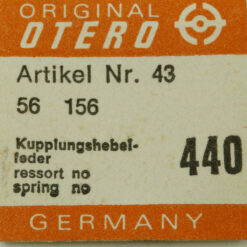 ORIGINAL
OTERO
Artikel Nr. 43
56 156
Kupplungshebel-
feder
ressort no
spring no
440
GERMANY